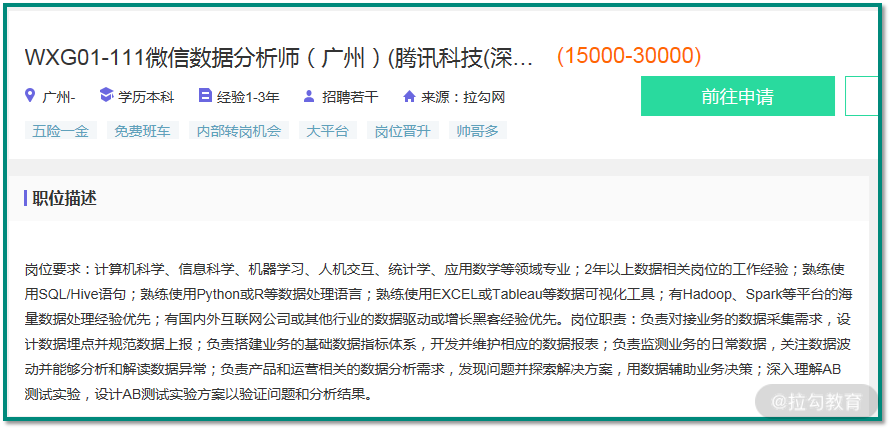 WXG01-111微信数据分析师（广州）(腾讯科技(深... (15000-30000)
广州- 学历本科 经验1-3年 招聘若干 来源：拉勾网 前往申请
五险一金 免费班车 内部转岗机会 大平台 岗位晋升 帅哥多
职位描述
岗位要求：计算机科学、信息科学、机器学习、人机交互、统计学、应用数学等领域专业；2年以上数据相关岗位的工作经验；熟练使
用SQL/Hive语句；熟练使用Python或R等数据处理语言；熟练使用EXCEL或Tableau等数据可视化工具；有Hadoop、Spark等平台的海
量数据处理经验优先；有国内外互联网公司或其他行业的数据驱动或增长黑客经验优先。岗位职责：负责对接业务的数据采集需求，设
计数据埋点并规范数据上报；负责搭建业务的基础数据指标体系，开发并维护相应的数据报表；负责监测业务的日常数据，关注数据波
动并能够分析和解读数据异常；负责产品和运营相关的数据分析需求，发现问题并探索解决方案，用数据辅助业务决策；深入理解AB
测试实验，设计AB测试实验方案以验证问题和分析结果。
@拉勾教育